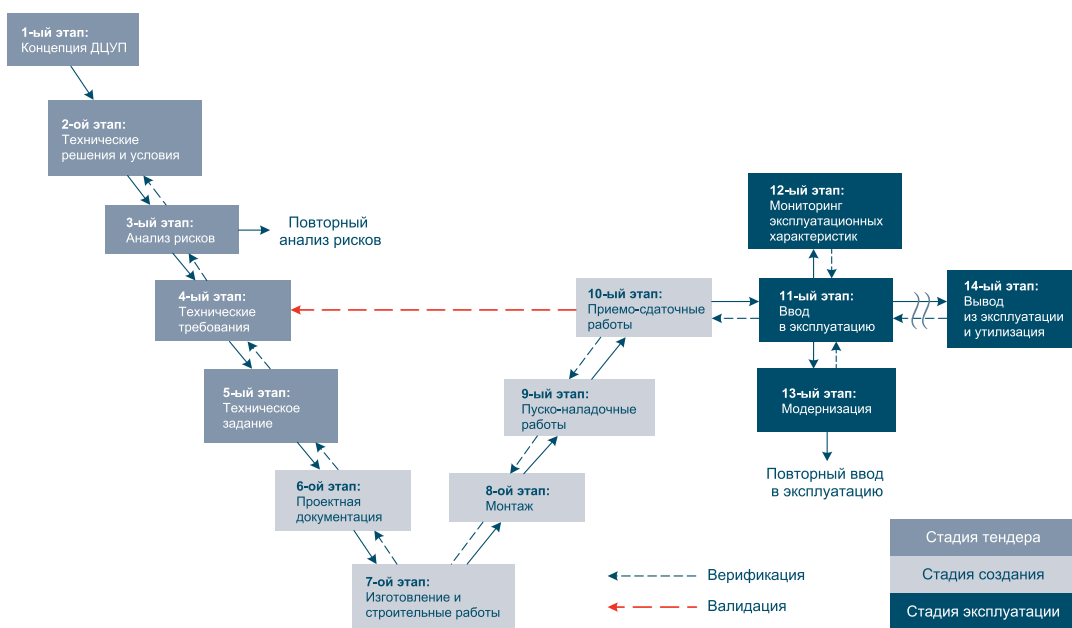 1-ый этап:
Концепция ДЦУП
2-ой этап:
Технические
решения и условия
3-ый этап:
Анализ рисков
Повторный
анализ рисков
4-ый этап:
Технические
требования
5-ый этап:
Техническое
задание
6-ой этап:
Проектная
документация
7-ой этап:
Изготовление и
строительные работы
8-ой этап:
Монтаж
9-ый этап:
Пуско-наладочные
работы
10-ый этап:
Приемо-сдаточные
работы
11-ый этап:
Ввод
в эксплуатацию
12-ый этап:
Мониторинг
эксплуатационных
характеристик
13-ый этап:
Модернизация
Повторный ввод
в эксплуатацию
14-ый этап:
Вывод
из эксплуатации
и утилизация
Верификация
Валидация
Стадия тендера
Стадия создания
Стадия эксплуатации